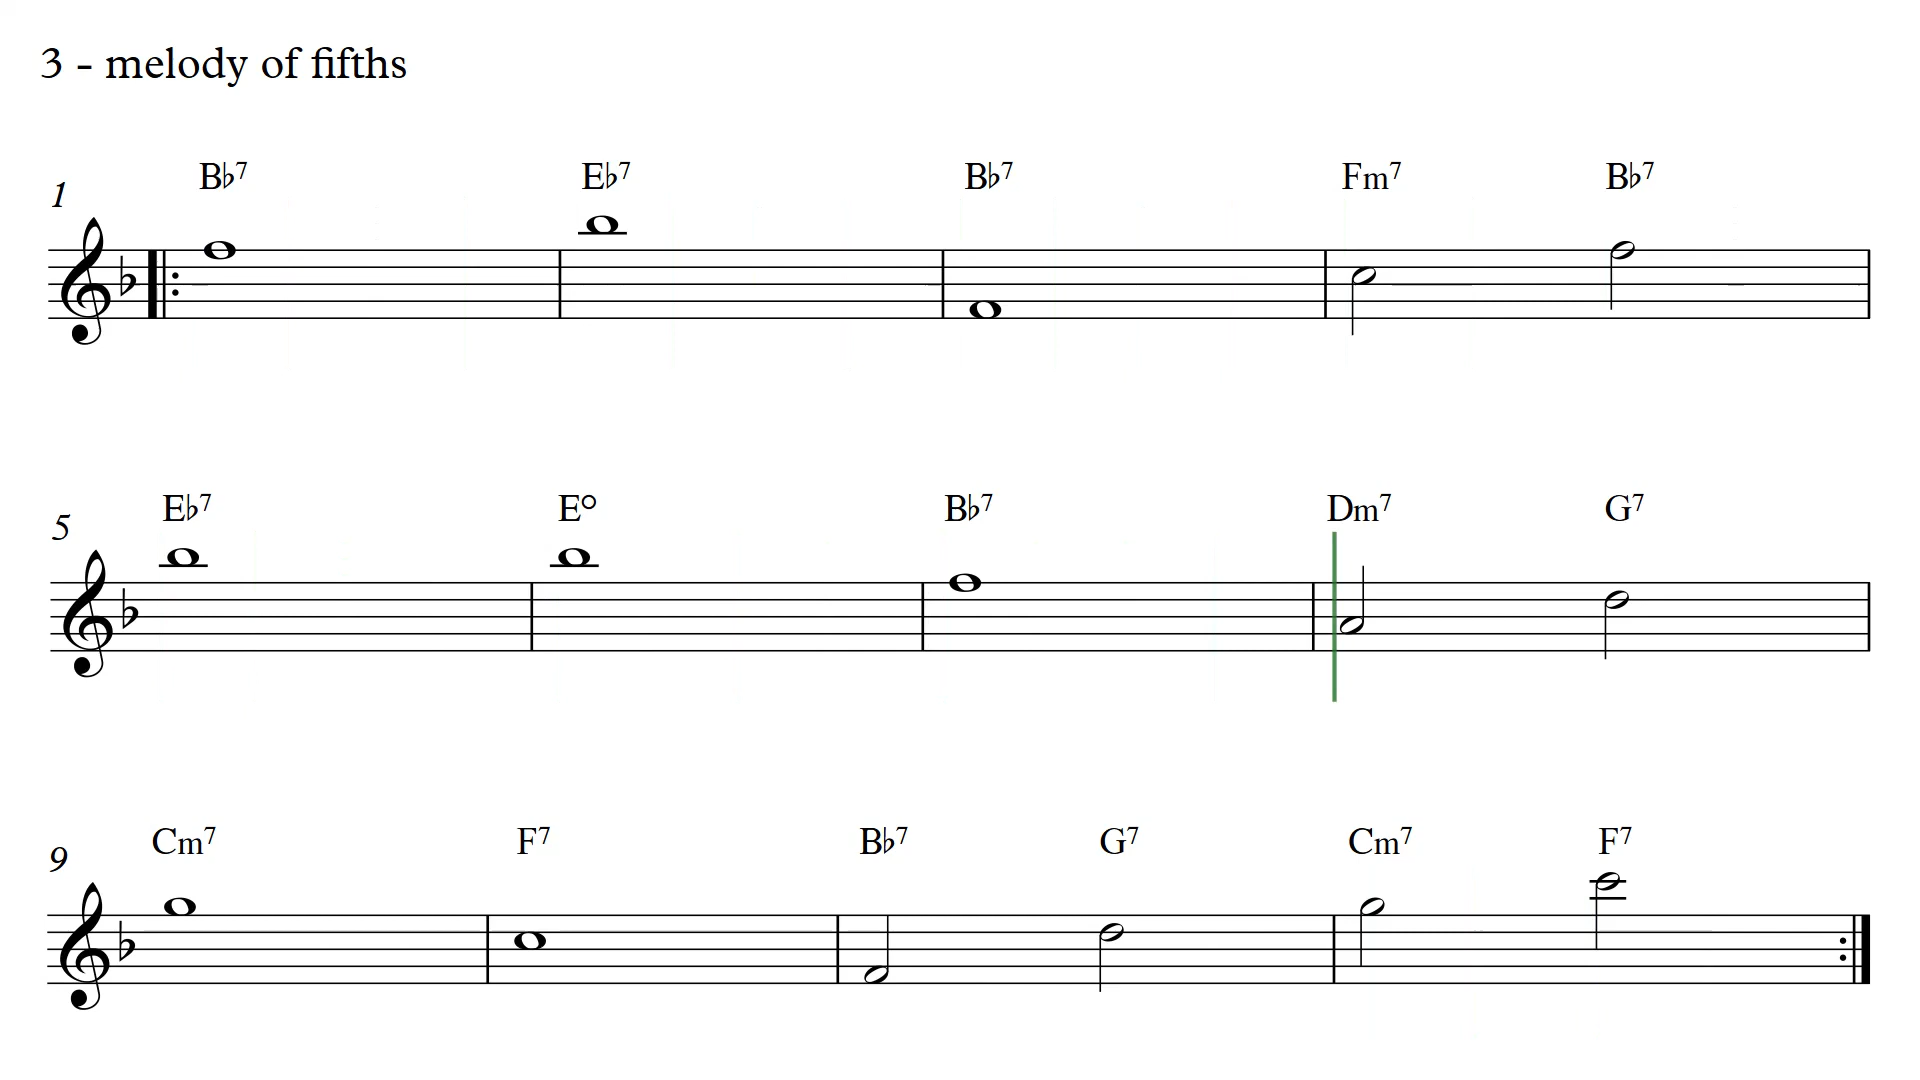 3 - melody of fifths
1 B♭7 E♭7 B♭7 Fm7 B♭7
5 E♭7 E° B♭7 Dm7 G7
9 Cm7 F7 B♭7 G7 Cm7 F7